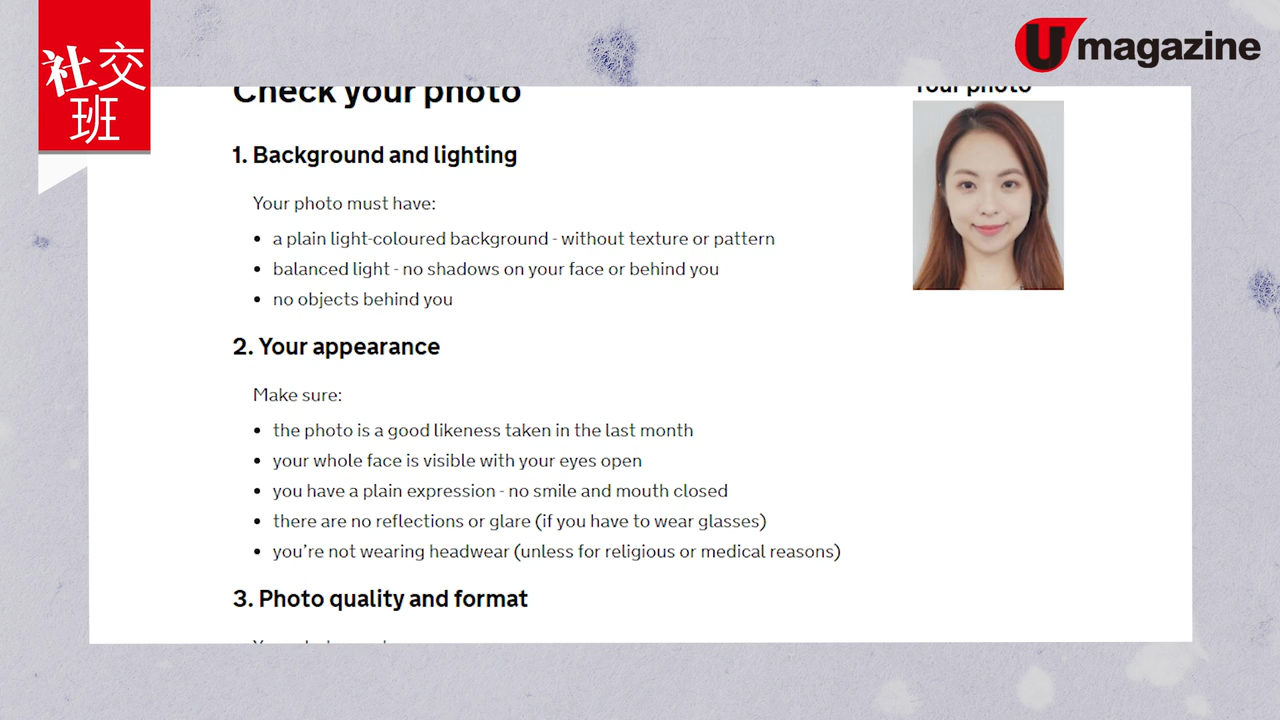 社交
班
U magazine
Check your photo
Your photo
1. Background and lighting
Your photo must have:
• a plain light-coloured background - without texture or pattern
• balanced light - no shadows on your face or behind you
• no objects behind you
2. Your appearance
Make sure:
• the photo is a good likeness taken in the last month
• your whole face is visible with your eyes open
• you have a plain expression - no smile and mouth closed
• there are no reflections or glare (if you have to wear glasses)
• you’re not wearing headwear (unless for religious or medical reasons)
3. Photo quality and format